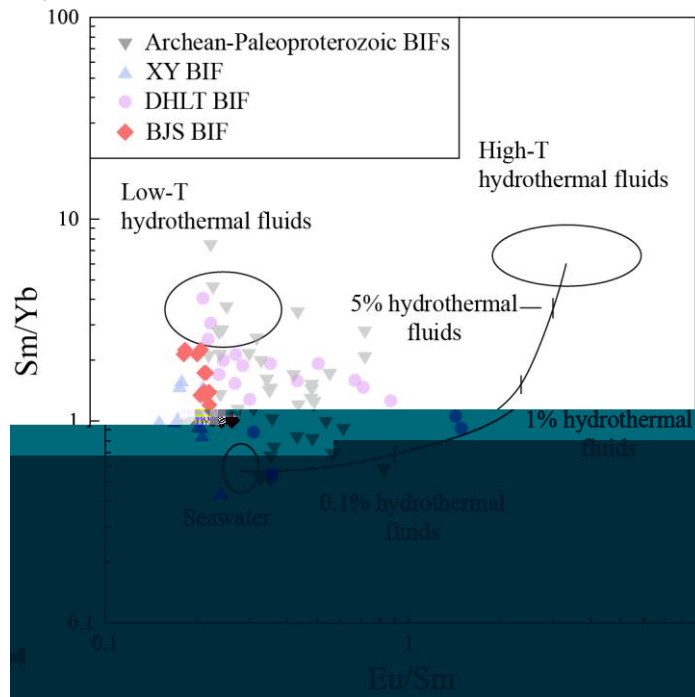 100
Archean-Paleoproterozoic BIFs
XY BIF
DHLT BIF
BJS BIF
High-T
hydrothermal fluids
Low-T
hydrothermal fluids
10
5% hydrothermal
fluids
Sm/Yb
1
1% hydrothermal
fluids
0.1% hydrothermal
fluids
Seawater
0.1
0.1
1
Eu/Sm